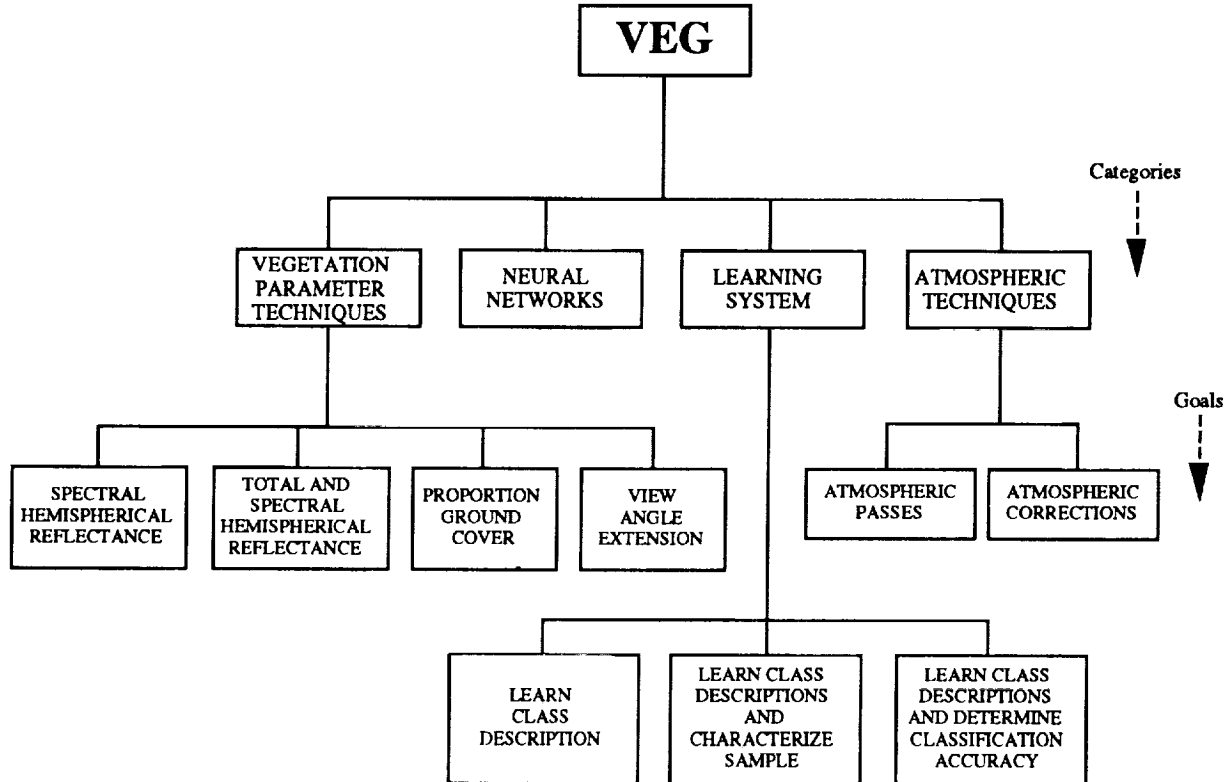 VEG
Categories
VEGETATION
PARAMETER
TECHNIQUES
NEURAL
NETWORKS
LEARNING
SYSTEM
ATMOSPHERIC
TECHNIQUES
Goals
SPECTRAL
HEMISPHERICAL
REFLECTANCE
TOTAL AND
SPECTRAL
HEMISPHERICAL
REFLECTANCE
PROPORTION
GROUND
COVER
VIEW
ANGLE
EXTENSION
ATMOSPHERIC
PASSES
ATMOSPHERIC
CORRECTIONS
LEARN
CLASS
DESCRIPTION
LEARN CLASS
DESCRIPTIONS
AND
CHARACTERIZE
SAMPLE
LEARN CLASS
DESCRIPTIONS
AND DETERMINE
CLASSIFICATION
ACCURACY